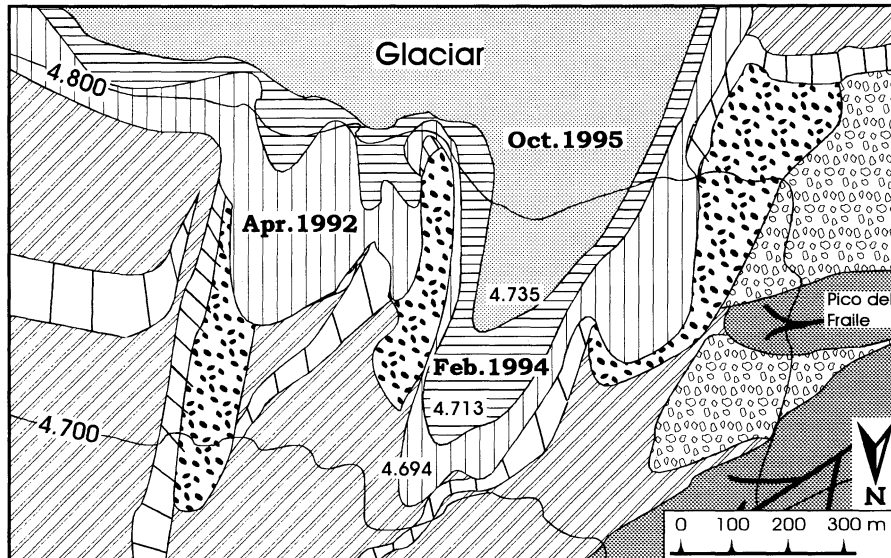 Glaciar
4.800
Oct.1995
Apr.1992
4.735
Pico del
Fraile
Feb.1994
4.713
4.700
4.694
N
0 100 200 300 m